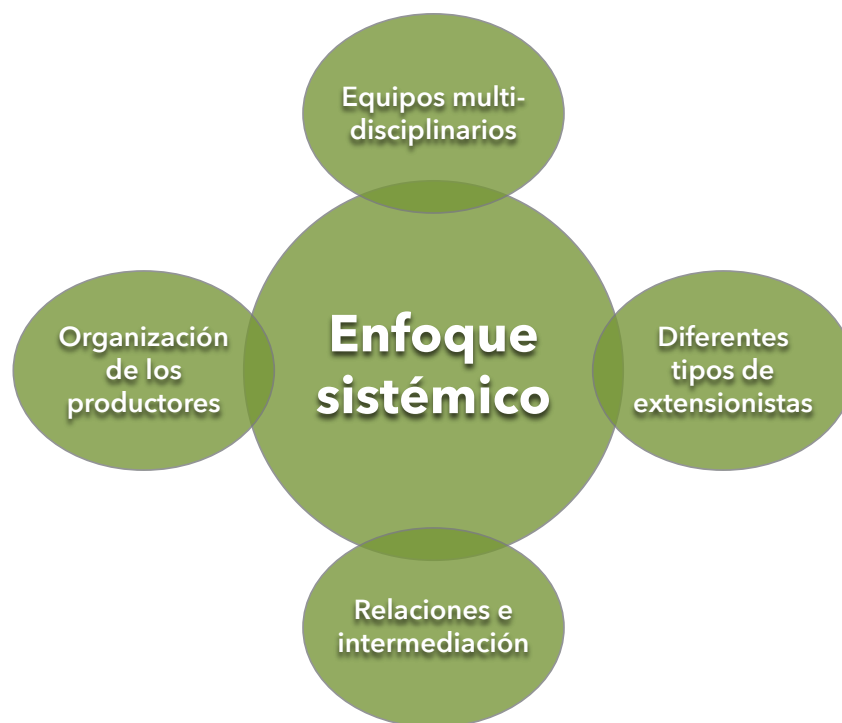 Equipos multi-
disciplinarios
Organización
de los
productores
Enfoque
sistémico
Diferentes
tipos de
extensionistas
Relaciones e
intermediación